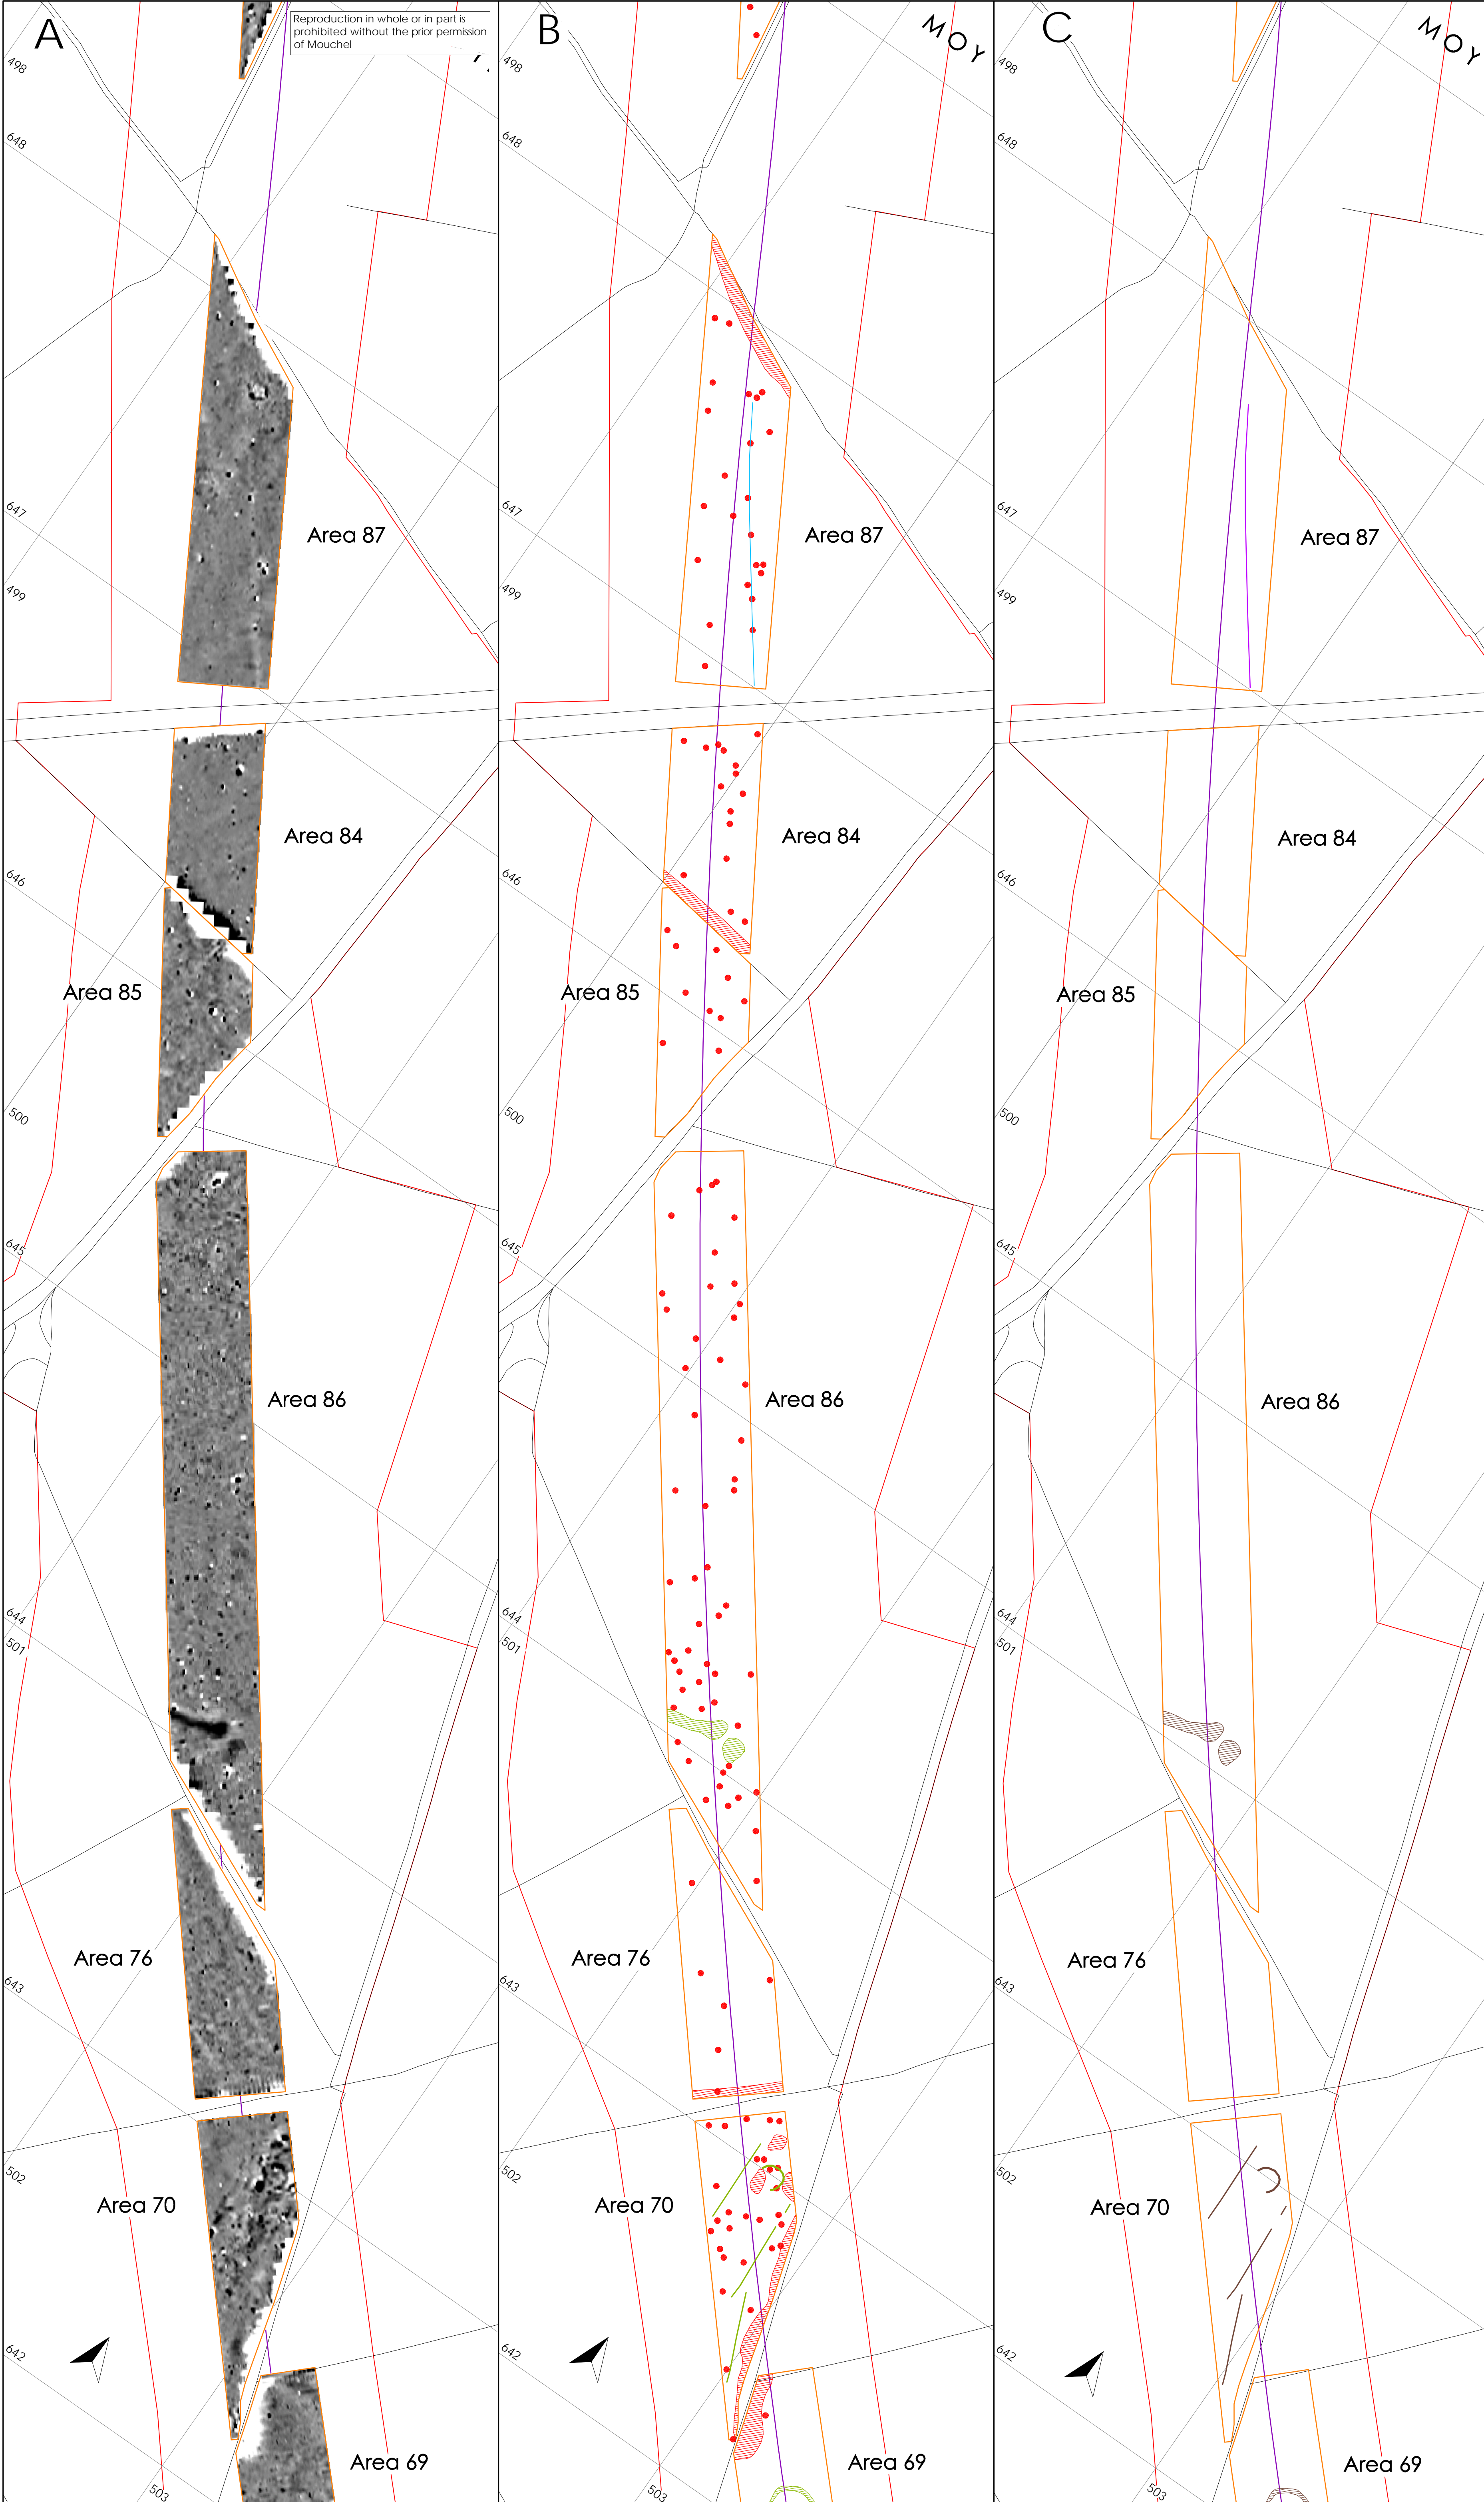 A
Reproduction in whole or in part is
prohibited without the prior permission
of Mouchel
498
648
647
Area 87
499
Area 84
646
Area 85
500
645
Area 86
644
501
Area 76
643
502
Area 70
642
Area 69
503
B
MOY
498
648
647
Area 87
499
Area 84
646
Area 85
500
645
Area 86
644
501
Area 76
643
502
Area 70
642
Area 69
503
C
MOY
498
648
647
Area 87
499
Area 84
646
Area 85
500
645
Area 86
644
501
Area 76
643
502
Area 70
642
Area 69
503